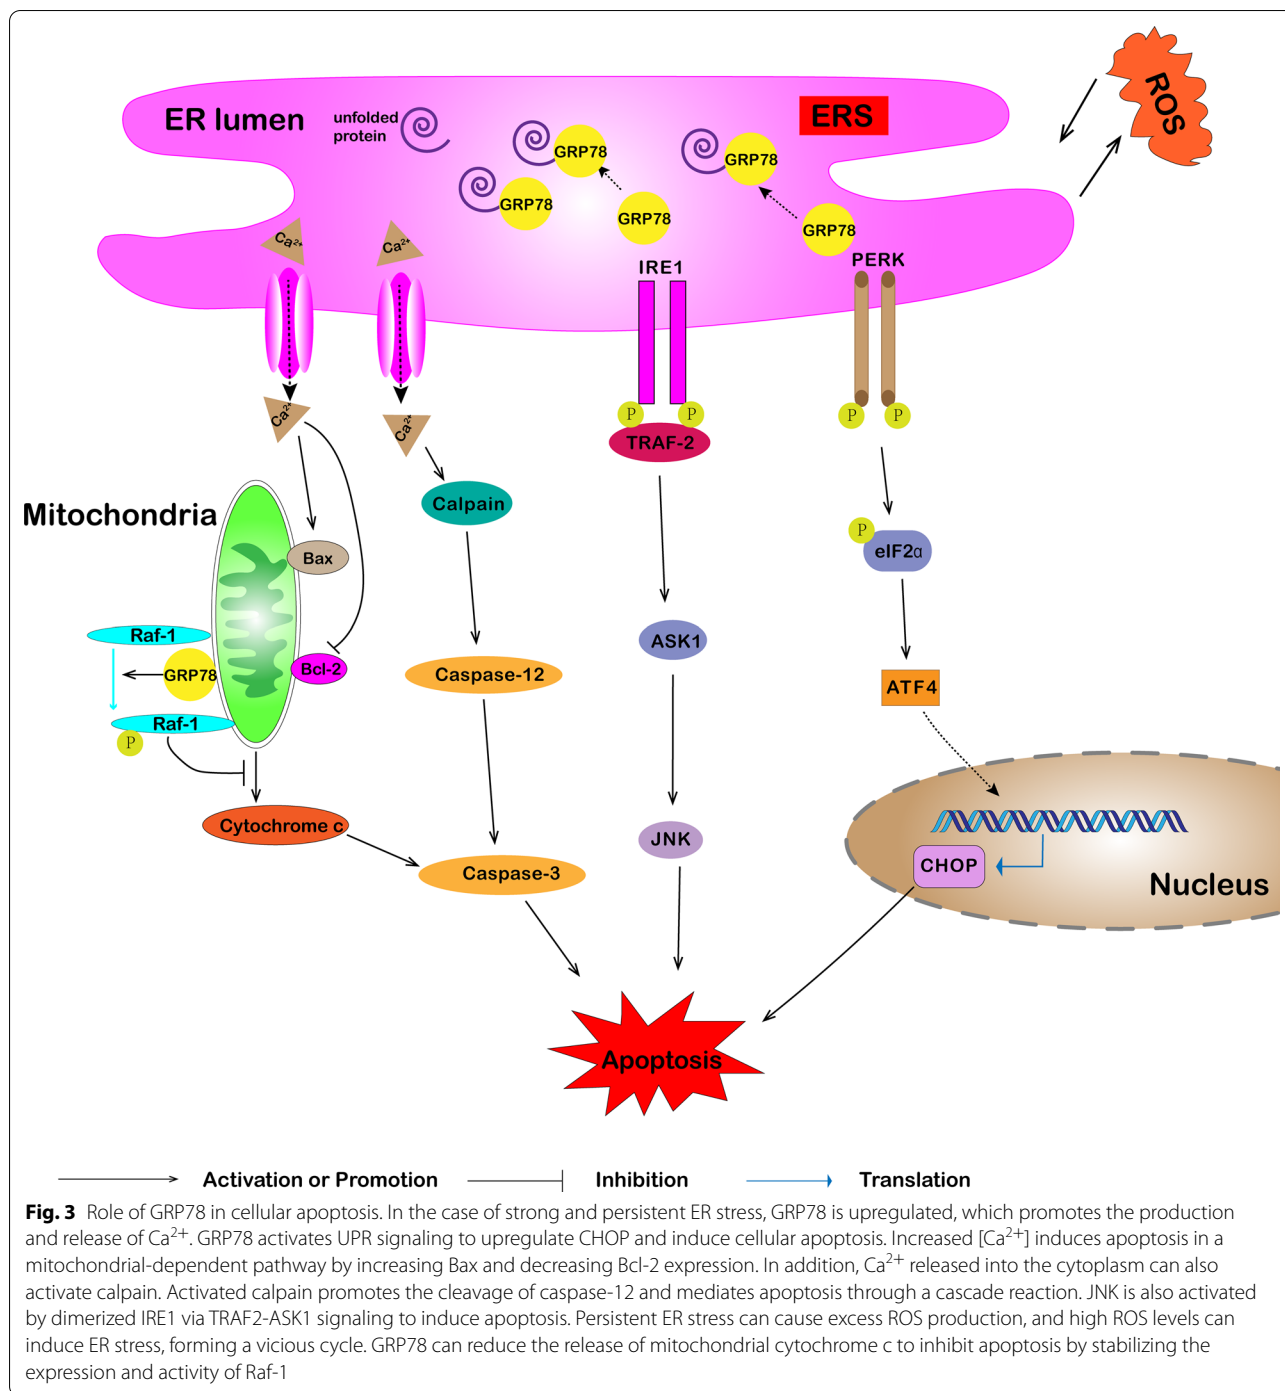 ER lumen
unfolded
protein
ERS
ROS
GRP78
GRP78
GRP78
GRP78
GRP78
Ca²⁺
Ca²⁺
IRE1
PERK
Ca²⁺
Ca²⁺
P
P
P
P
TRAF-2
Mitochondria
Calpain
P
eIF2α
Bax
Raf-1
ASK1
GRP78
Bcl-2
Caspase-12
ATF4
Raf-1
P
Cytochrome c
JNK
CHOP
Caspase-3
Nucleus
Apoptosis
Activation or Promotion
Inhibition
Translation
Fig. 3 Role of GRP78 in cellular apoptosis. In the case of strong and persistent ER stress, GRP78 is upregulated, which promotes the production
and release of Ca²⁺. GRP78 activates UPR signaling to upregulate CHOP and induce cellular apoptosis. Increased [Ca²⁺] induces apoptosis in a
mitochondrial-dependent pathway by increasing Bax and decreasing Bcl-2 expression. In addition, Ca²⁺ released into the cytoplasm can also
activate calpain. Activated calpain promotes the cleavage of caspase-12 and mediates apoptosis through a cascade reaction. JNK is also activated
by dimerized IRE1 via TRAF2-ASK1 signaling to induce apoptosis. Persistent ER stress can cause excess ROS production, and high ROS levels can
induce ER stress, forming a vicious cycle. GRP78 can reduce the release of mitochondrial cytochrome c to inhibit apoptosis by stabilizing the
expression and activity of Raf-1